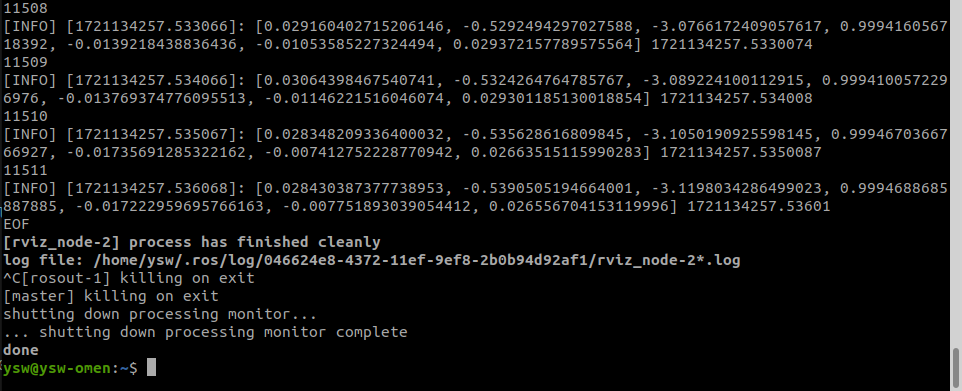 11508
[INFO] [1721134257.533066]: [0.029160402715206146, -0.5292494297027588, -3.0766172409057617, 0.9994160567
18392, -0.0139218438836436, -0.01053585227324494, 0.029372157789575564] 1721134257.5330074
11509
[INFO] [1721134257.534066]: [0.03064398467540741, -0.5324264764785767, -3.089224100112915, 0.999410057229
6976, -0.013769374776095513, -0.01146221516046074, 0.029301185130018854] 1721134257.534008
11510
[INFO] [1721134257.535067]: [0.028348209336400032, -0.535628616809845, -3.1050190925598145, 0.99946703667
66927, -0.01735691285322162, -0.007412752228770942, 0.02663515115990283] 1721134257.5350087
11511
[INFO] [1721134257.536068]: [0.028430387377738953, -0.5390505194664001, -3.1198034286499023, 0.9994688685
887885, -0.017222959695766163, -0.007751893039054412, 0.026556704153119996] 1721134257.53601
EOF
[rviz_node-2] process has finished cleanly
log file: /home/ysw/.ros/log/046624e8-4372-11ef-9ef8-2b0b94d92af1/rviz_node-2*.log
^C[rosout-1] killing on exit
[master] killing on exit
shutting down processing monitor...
... shutting down processing monitor complete
done
ysw@ysw-omen:~$